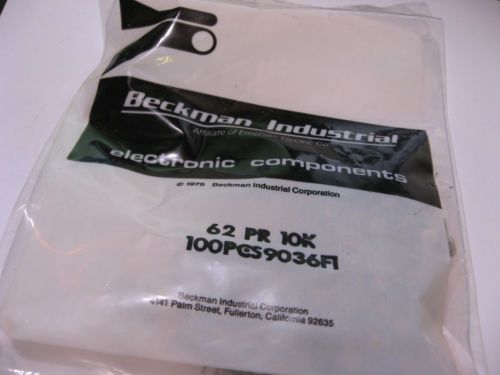 Beckman Industrial
Affiliate of Emerson Electric Co.
electronic components
© 1975 Beckman Industrial Corporation
62 PR 10K
100PCS9036F1
Beckman Industrial Corporation
4141 Palm Street, Fullerton, California 92635